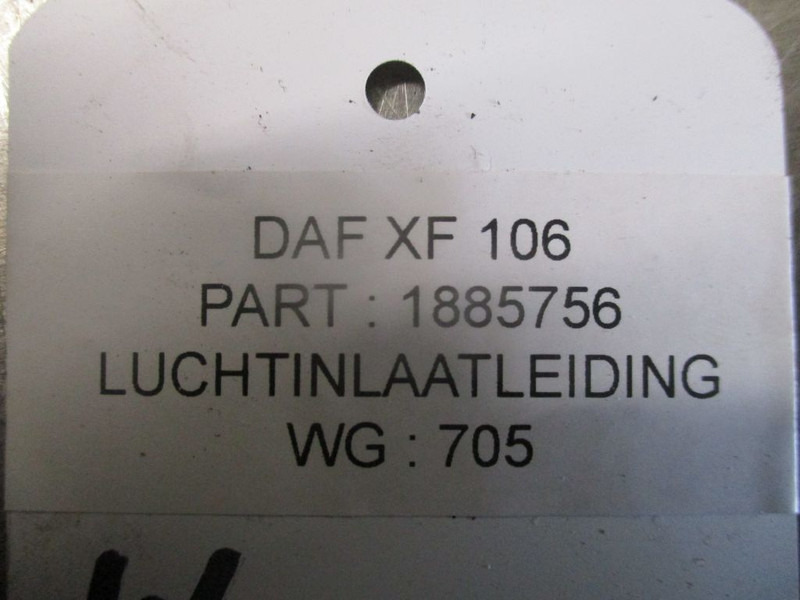 DAF XF 106
PART : 1885756
LUCHTINLAATLEIDING
WG : 705